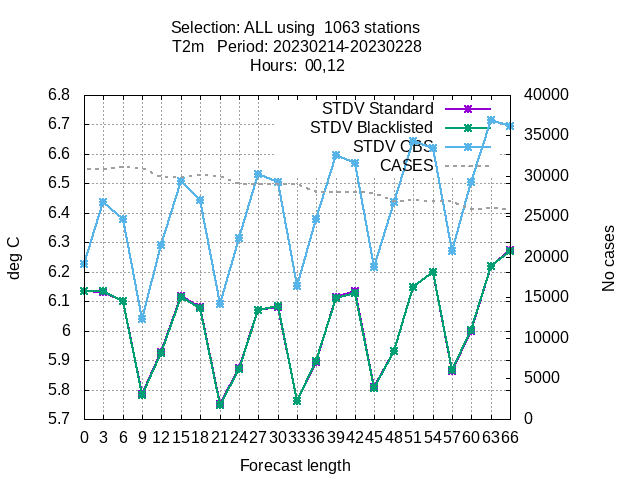 Selection: ALL using  1063 stations
T2m   Period: 20230214-20230228
Hours:  00,12
6.8
6.7
6.6
6.5
6.4
6.3
6.2
6.1
6
5.9
5.8
5.7
deg C
STDV Standard
STDV Blacklisted
STDV OBS
CASES
40000
35000
30000
25000
20000
15000
10000
5000
0
No cases
0 3 6 9 12 15 18 21 24 27 30 33 36 39 42 45 48 51 54 57 60 63 66
Forecast length